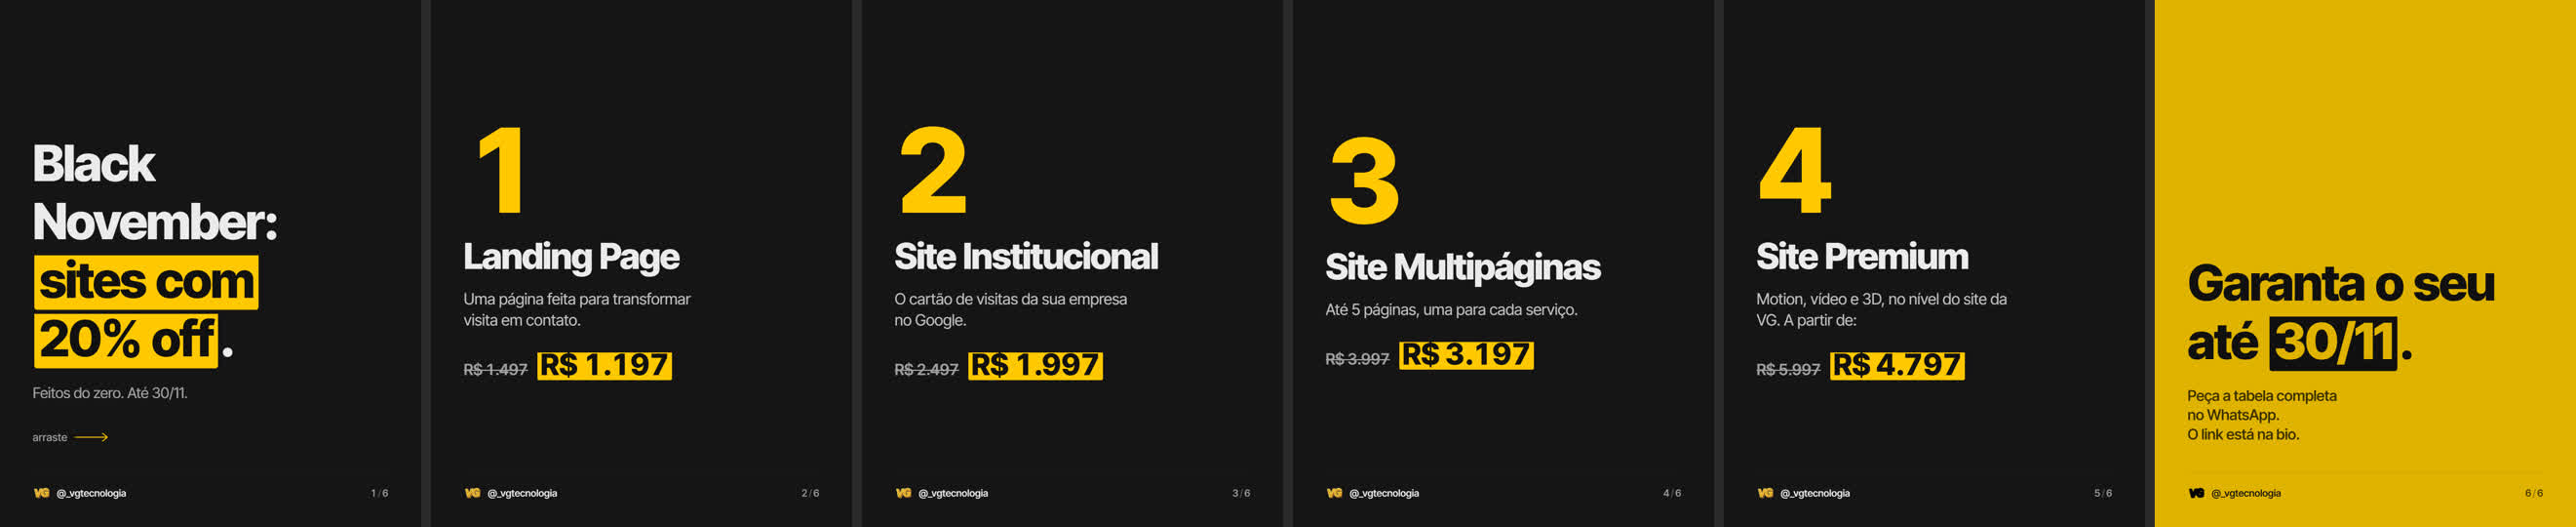 Black
November:
sites com
20% off.
Feitos do zero. Até 30/11.
arraste
VG @_vgtecnologia 1/6
1
Landing Page
Uma página feita para transformar
visita em contato.
R$ 1.497 R$ 1.197
VG @_vgtecnologia 2/6
2
Site Institucional
O cartão de visitas da sua empresa
no Google.
R$ 2.497 R$ 1.997
VG @_vgtecnologia 3/6
3
Site Multipáginas
Até 5 páginas, uma para cada serviço.
R$ 3.997 R$ 3.197
VG @_vgtecnologia 4/6
4
Site Premium
Motion, vídeo e 3D, no nível do site da
VG. A partir de:
R$ 5.997 R$ 4.797
VG @_vgtecnologia 5/6
Garanta o seu
até 30/11.
Peça a tabela completa
no WhatsApp.
O link está na bio.
VG @_vgtecnologia 6/6